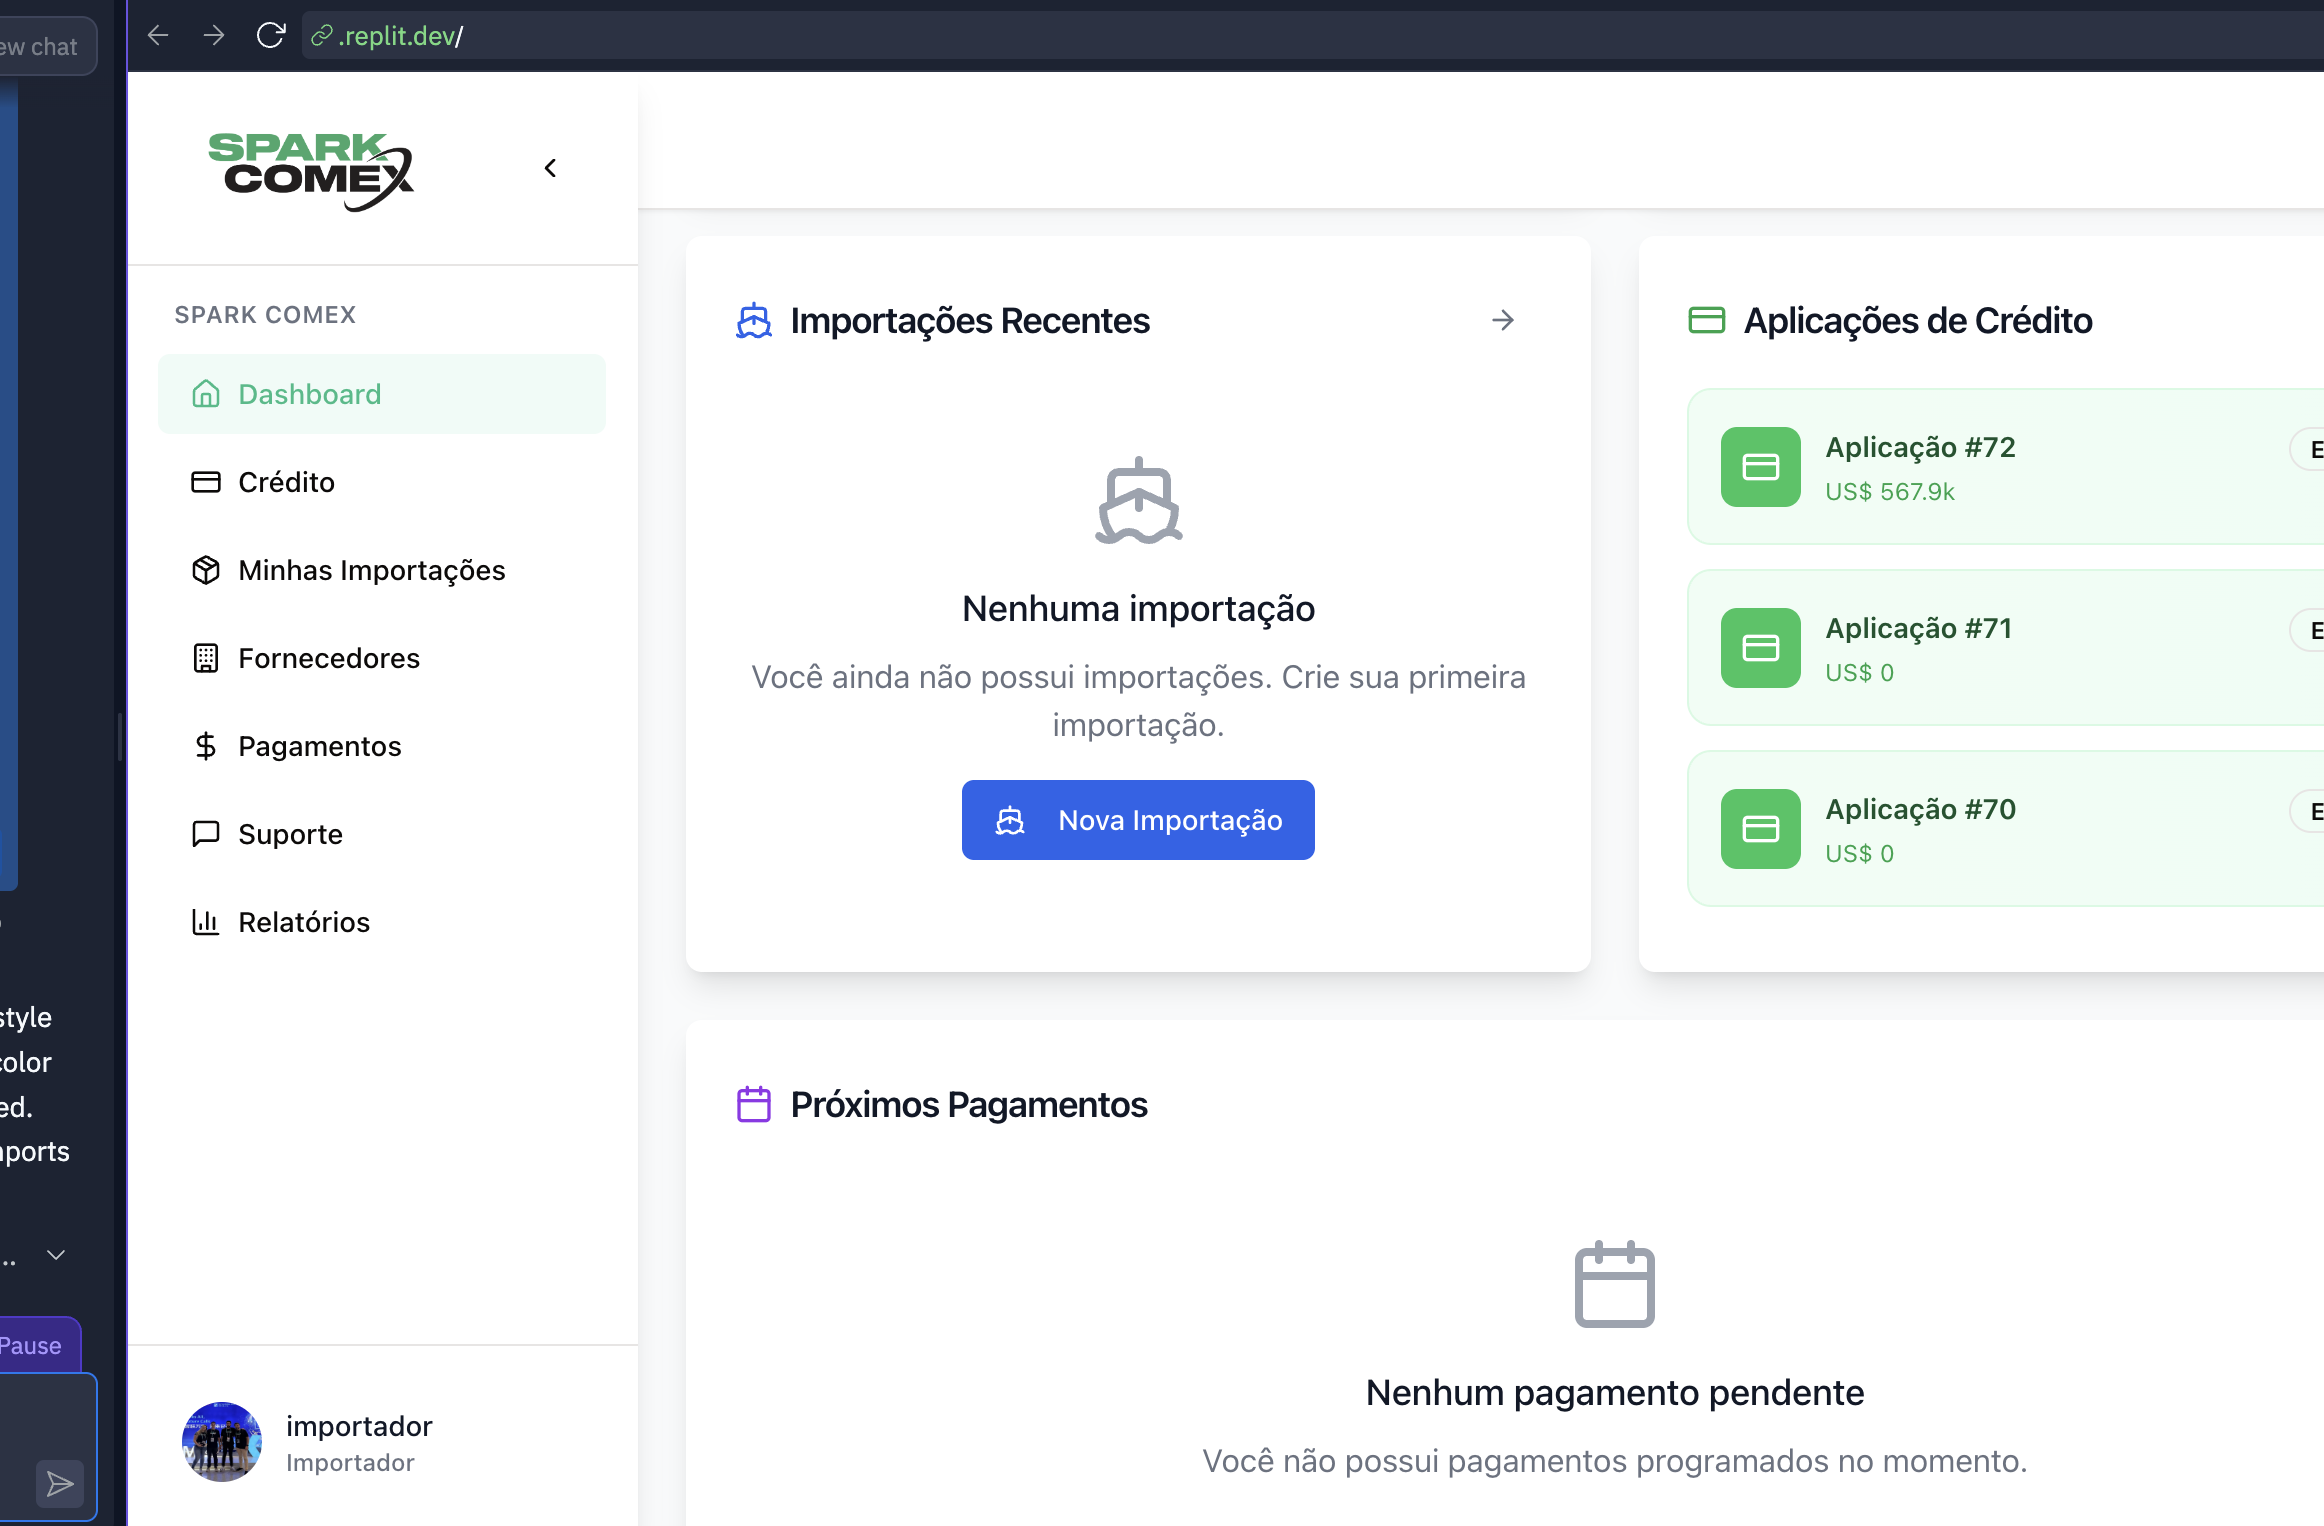 ew chat
style
color
ed.
nports
..
Pause
.replit.dev/
SPARK
COMEX
SPARK COMEX
Dashboard
Crédito
Minhas Importações
Fornecedores
Pagamentos
Suporte
Relatórios
importador
Importador
Importações Recentes
Nenhuma importação
Você ainda não possui importações. Crie sua primeira
importação.
Nova Importação
Aplicações de Crédito
Aplicação #72
E
US$ 567.9k
Aplicação #71
E
US$ 0
Aplicação #70
E
US$ 0
Próximos Pagamentos
Nenhum pagamento pendente
Você não possui pagamentos programados no momento.